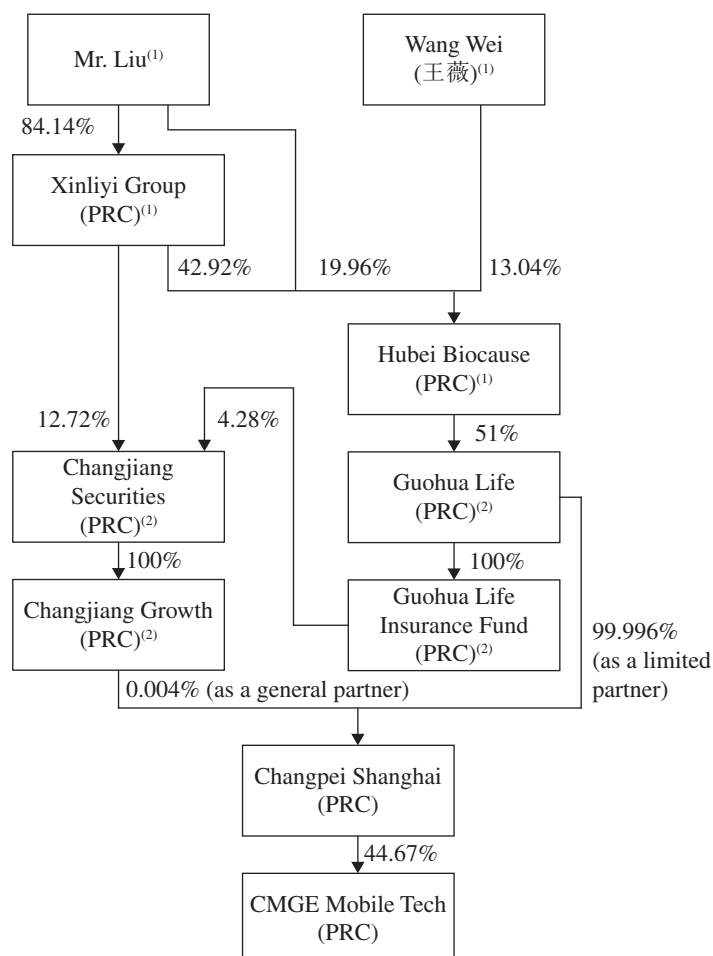 Mr. Liu(1)
Wang Wei
(王薇)(1)
84.14%
Xinliyi Group
(PRC)(1)
42.92%
19.96%
13.04%
Hubei Biocause
(PRC)(1)
12.72%
4.28%
51%
Changjiang
Securities
(PRC)(2)
Guohua Life
(PRC)(2)
100%
100%
Changjiang Growth
(PRC)(2)
Guohua Life
Insurance Fund
(PRC)(2)
99.996%
(as a limited
partner)
0.004% (as a general partner)
Changpei Shanghai
(PRC)
44.67%
CMGE Mobile Tech
(PRC)